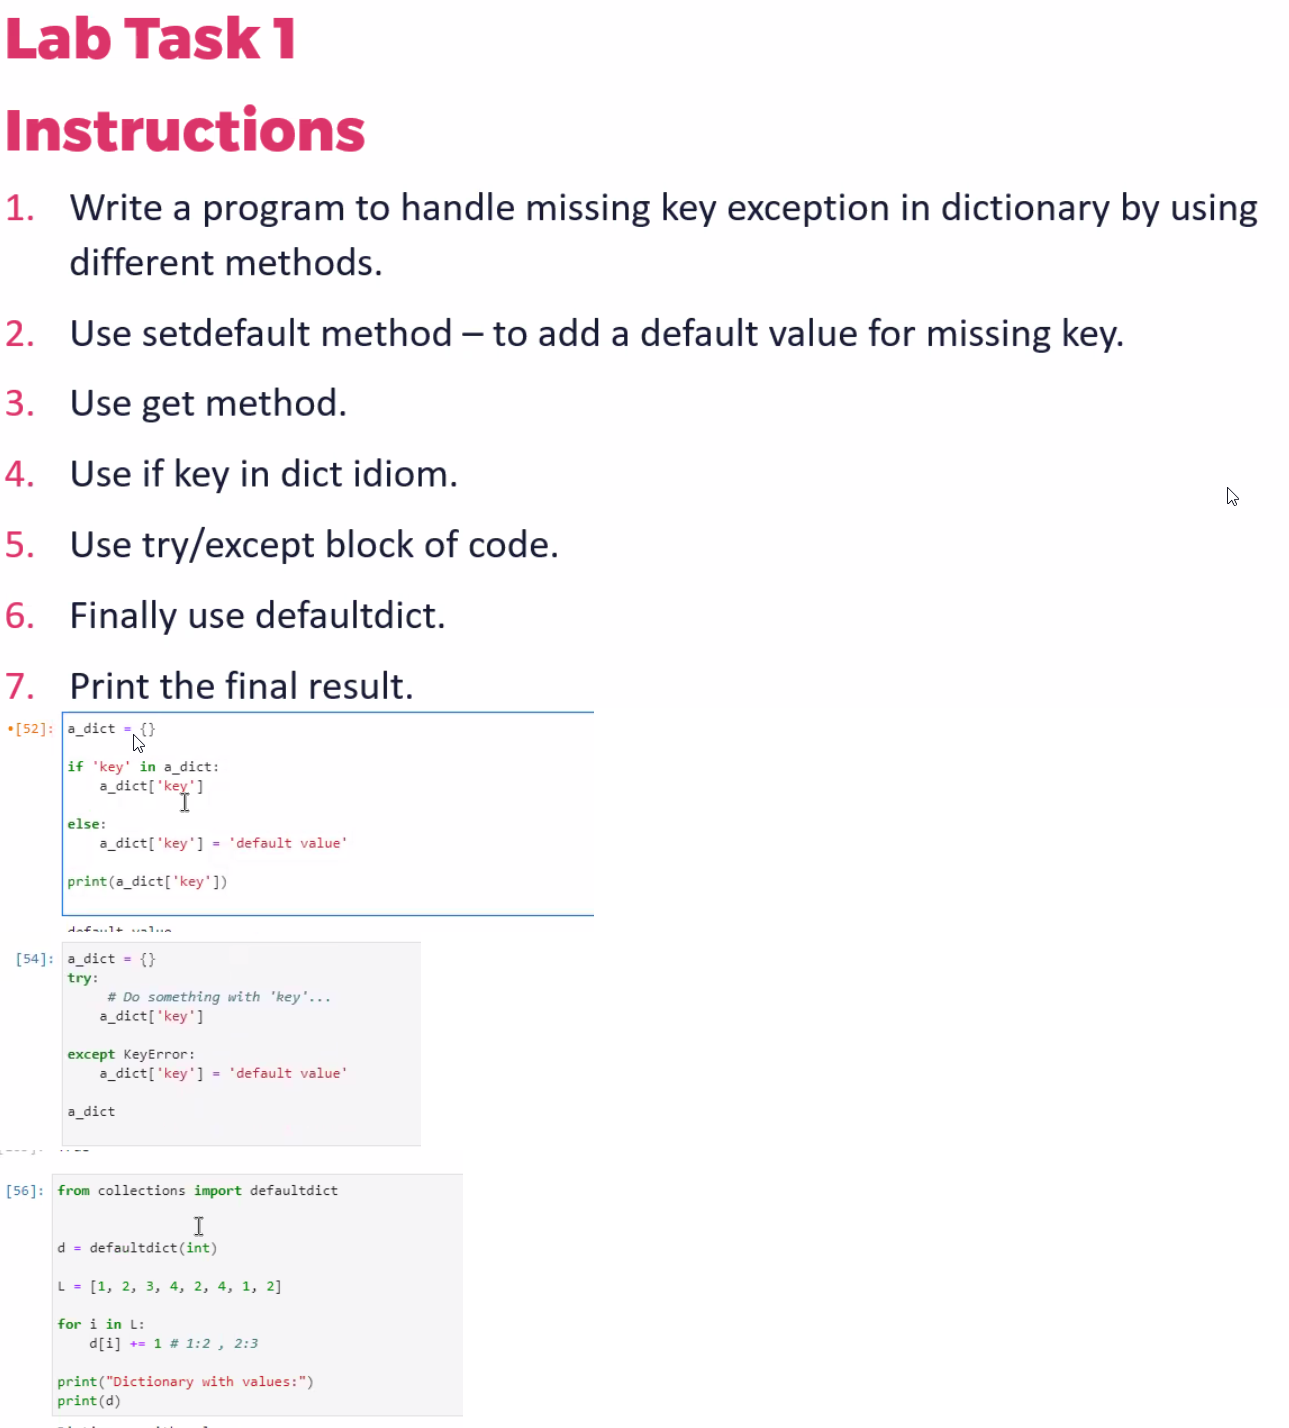 Lab Task 1
Instructions
1. Write a program to handle missing key exception in dictionary by using
different methods.
2. Use setdefault method – to add a default value for missing key.
3. Use get method.
4. Use if key in dict idiom.
5. Use try/except block of code.
6. Finally use defaultdict.
7. Print the final result.
•[52]: a_dict = {}
if 'key' in a_dict:
    a_dict['key']
else:
    a_dict['key'] = 'default value'
print(a_dict['key'])
default value
[54]: a_dict = {}
try:
     # Do something with 'key'...
    a_dict['key']
except KeyError:
    a_dict['key'] = 'default value'
a_dict
[56]: from collections import defaultdict
d = defaultdict(int)
L = [1, 2, 3, 4, 2, 4, 1, 2]
for i in L:
    d[i] += 1 # 1:2 , 2:3
print("Dictionary with values:")
print(d)